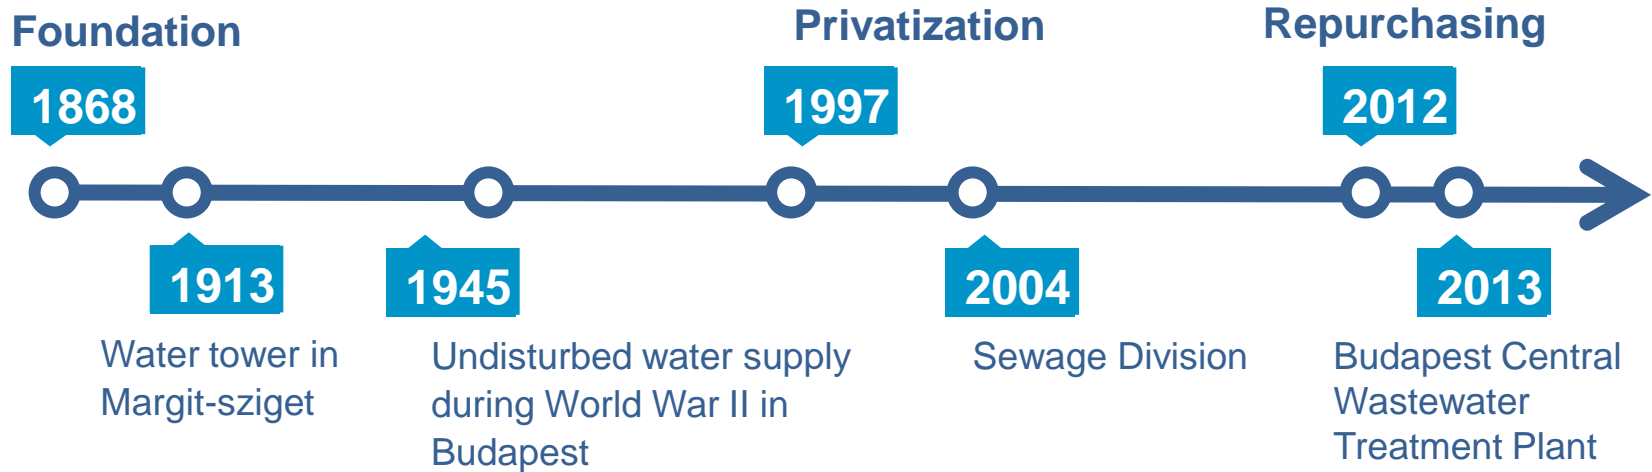 Foundation
Privatization
Repurchasing
1868
1997
2012
1913
1945
2004
2013
Water tower in
Margit-sziget
Undisturbed water supply
during World War II in
Budapest
Sewage Division
Budapest Central
Wastewater
Treatment Plant